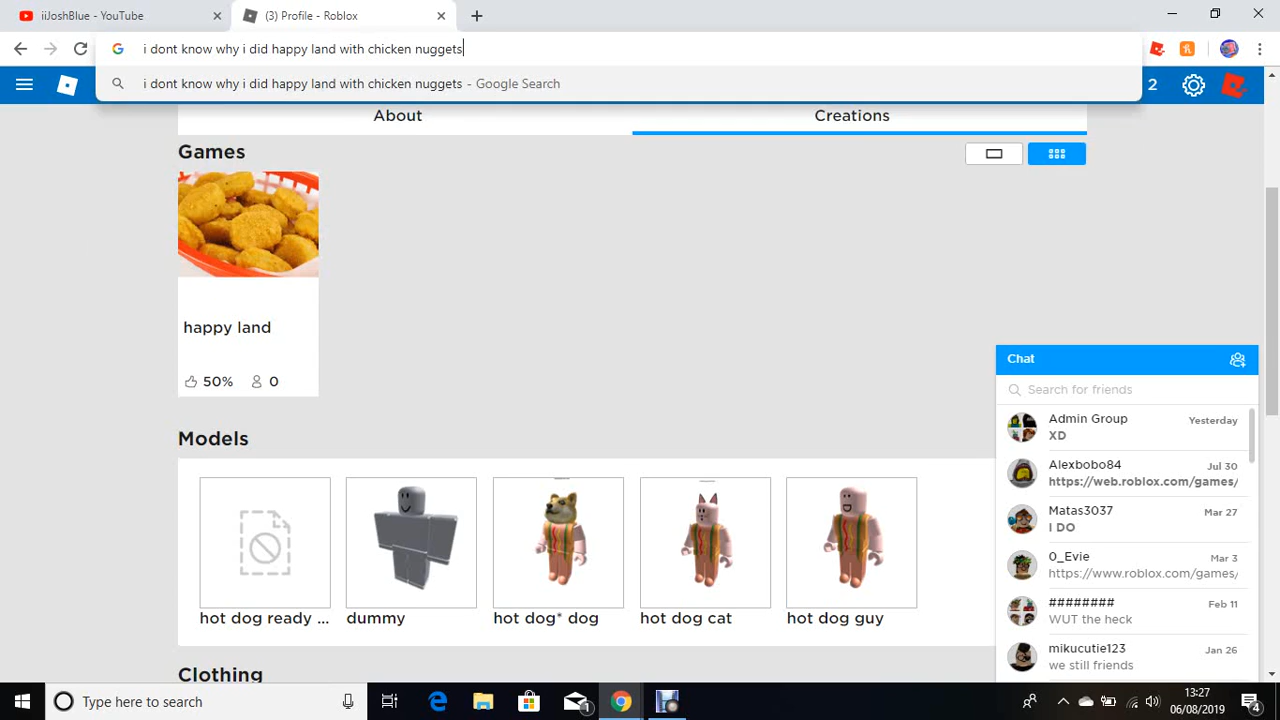 iiJoshBlue - YouTube
(3) Profile - Roblox
i dont know why i did happy land with chicken nuggets
i dont know why i did happy land with chicken nuggets - Google Search
2
About
Creations
Games
happy land
50%
0
Models
hot dog ready ...
dummy
hot dog* dog
hot dog cat
hot dog guy
Clothing
Chat
Search for friends
Admin Group
Yesterday
XD
Alexbobo84
Jul 30
https://web.roblox.com/games/
Matas3037
Mar 27
I DO
0_Evie
Mar 3
https://www.roblox.com/games/
########
Feb 11
WUT the heck
mikucutie123
Jan 26
we still friends
Type here to search
1
13:27
06/08/2019
4